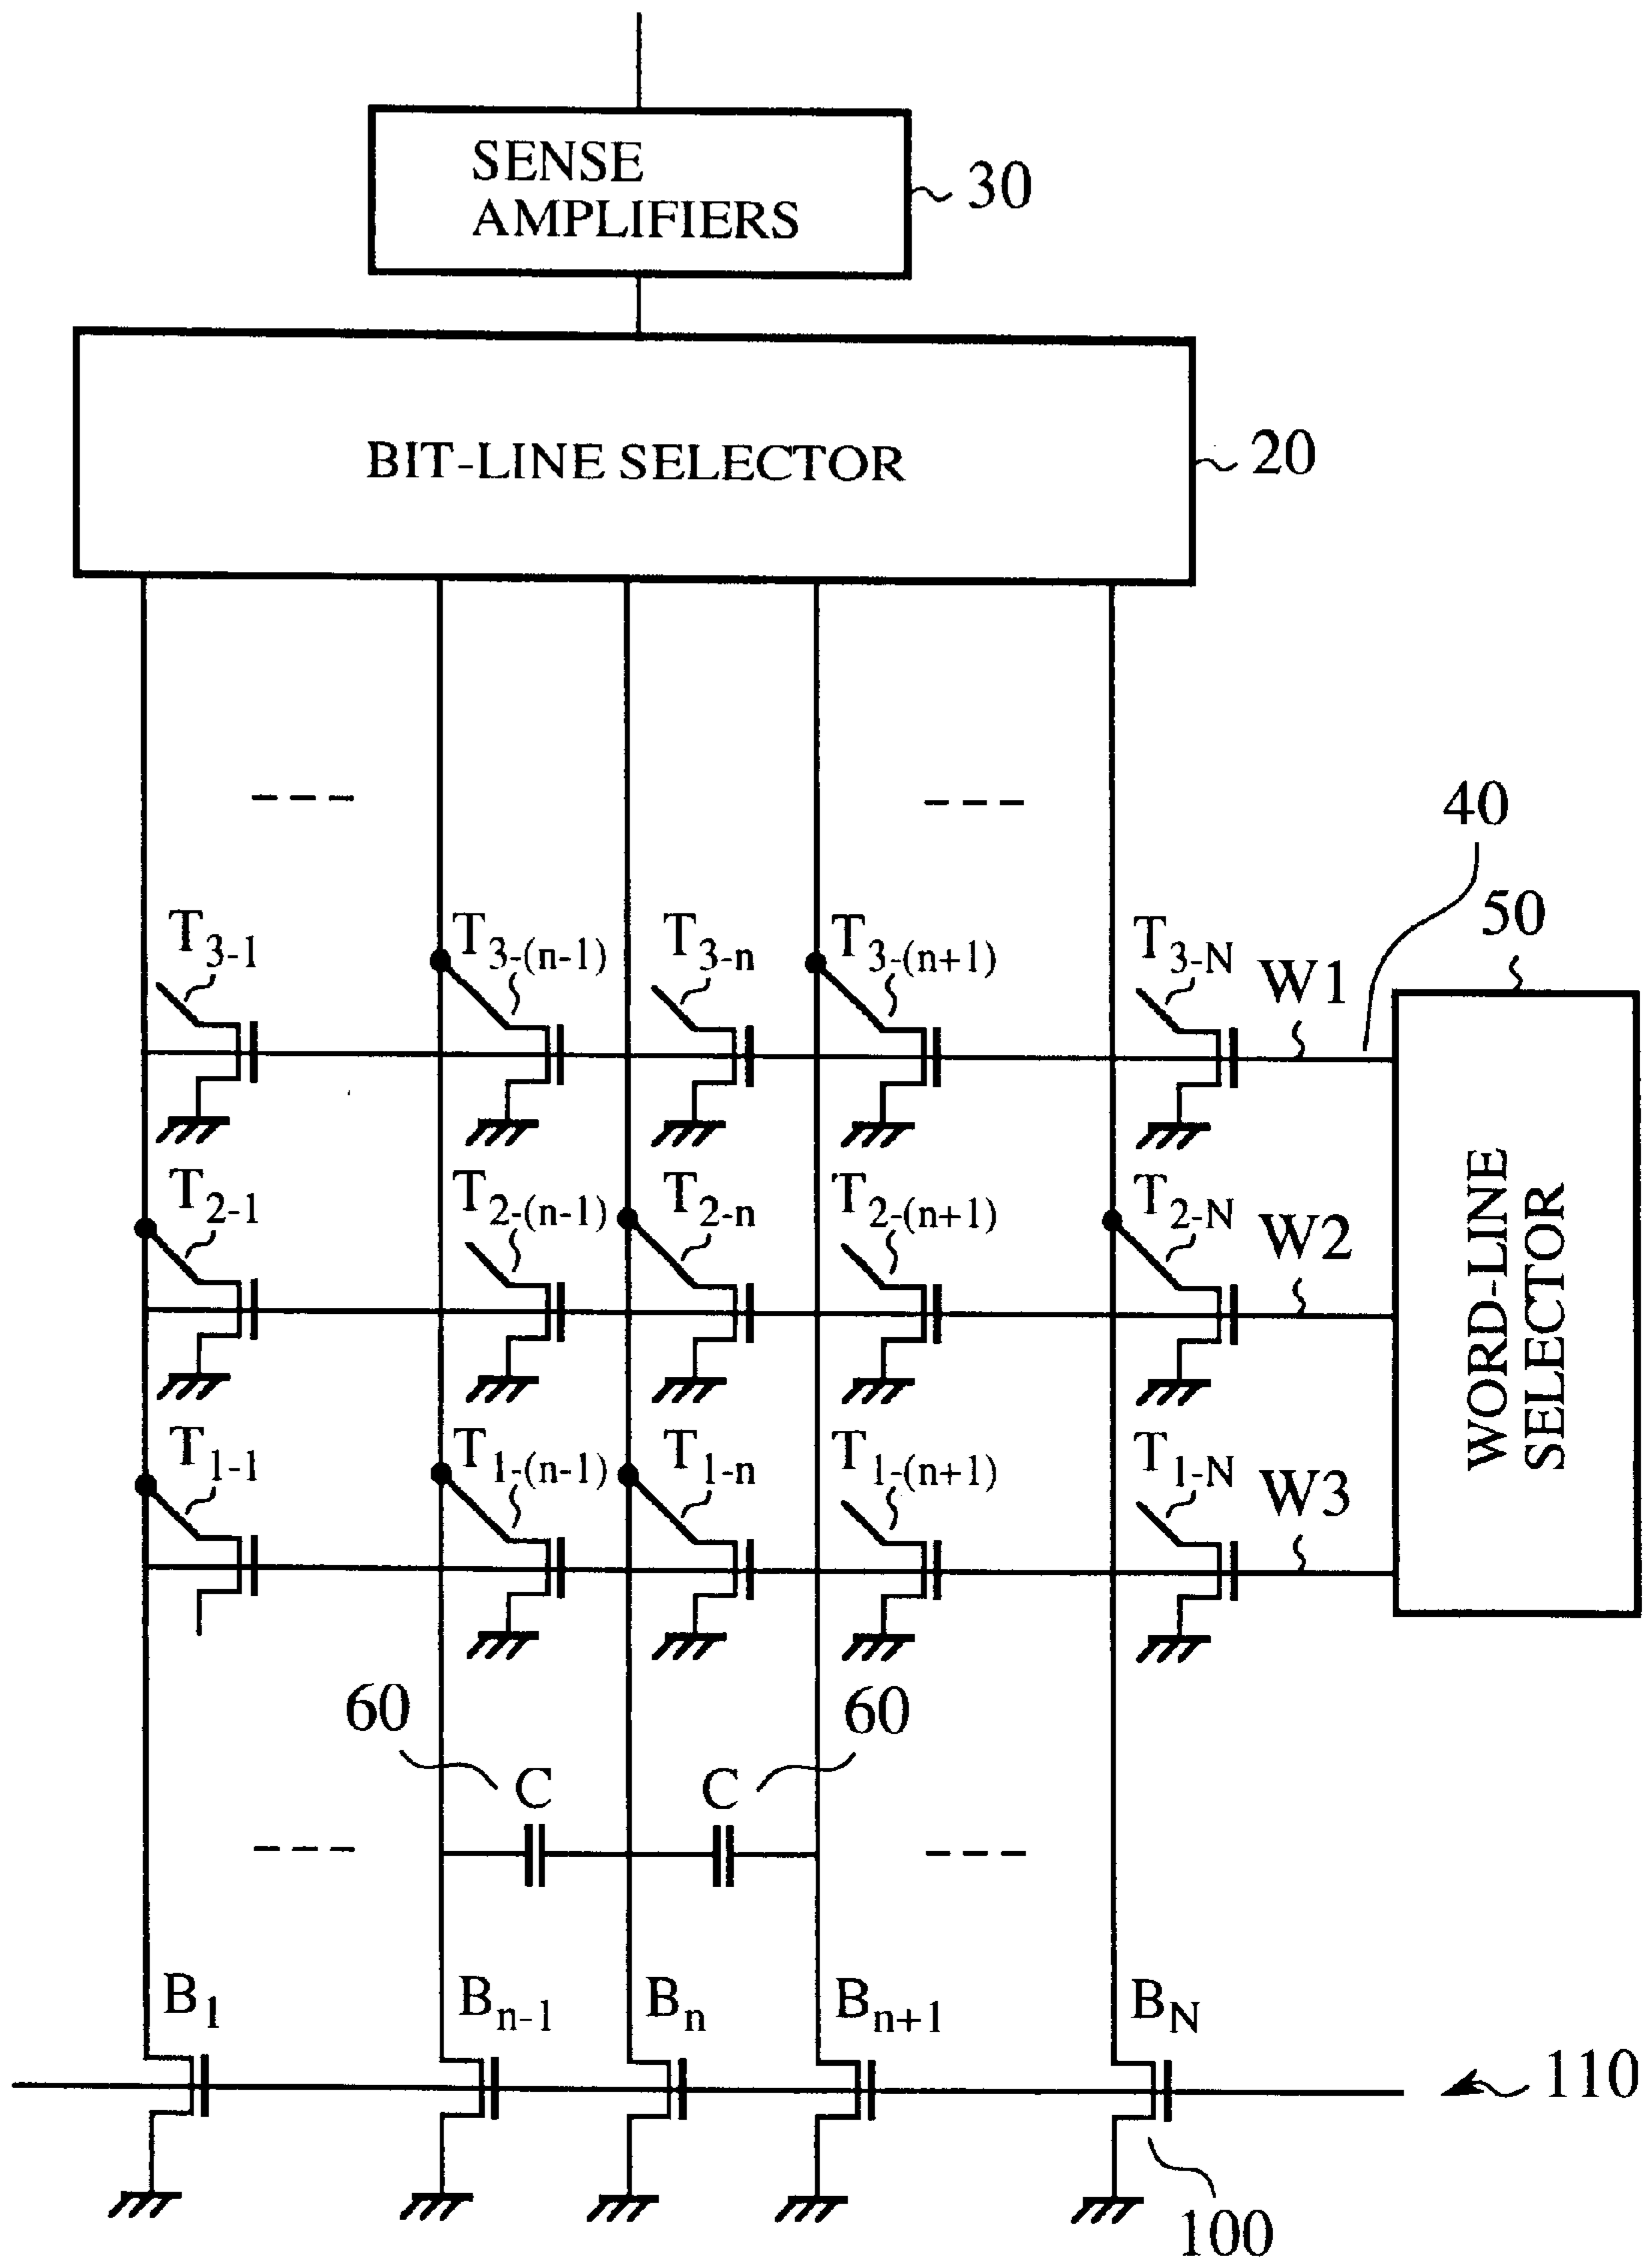 SENSE
AMPLIFIERS
30
BIT-LINE SELECTOR
20
40
50
T3-1 T3-(n-1) T3-n T3-(n+1) T3-N W1
T2-1 T2-(n-1) T2-n T2-(n+1) T2-N W2
T1-1 T1-(n-1) T1-n T1-(n+1) T1-N W3
WORD-LINE
SELECTOR
60 60
C C
B1 Bn-1 Bn Bn+1 BN
110
100